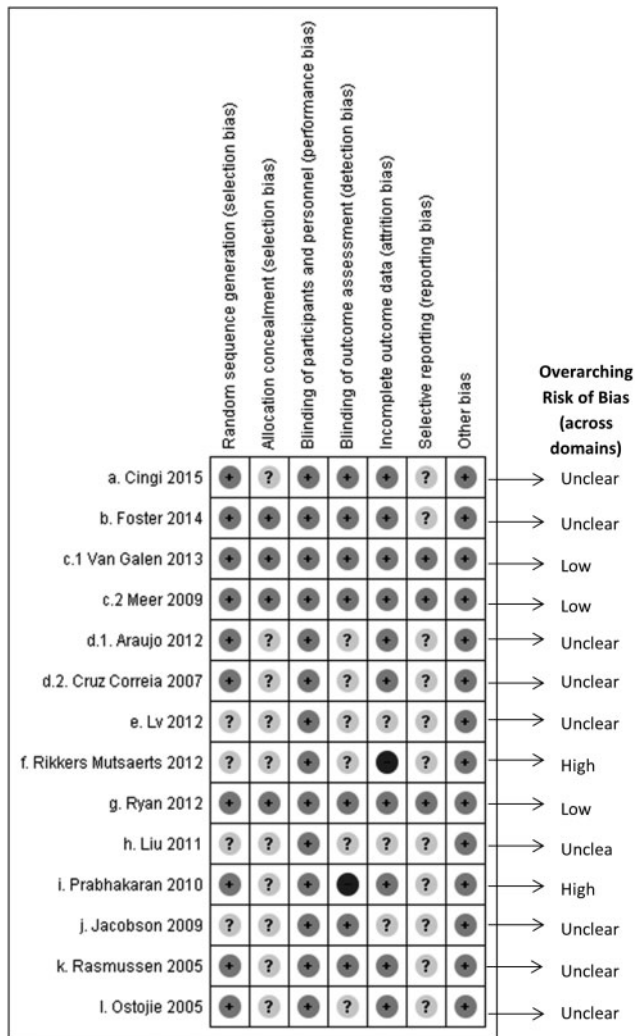 Random sequence generation (selection bias)
Allocation concealment (selection bias)
Blinding of participants and personnel (performance bias)
Blinding of outcome assessment (detection bias)
Incomplete outcome data (attrition bias)
Selective reporting (reporting bias)
Other bias
Overarching
Risk of Bias
(across
domains)
a. Cingi 2015 + ? + + + ? + Unclear
b. Foster 2014 + + + + + ? + Unclear
c.1 Van Galen 2013 + + + + + + + Low
c.2 Meer 2009 + + + + + + + Low
d.1. Araujo 2012 + ? + ? + ? + Unclear
d.2. Cruz Correia 2007 + ? + ? + ? + Unclear
e. Lv 2012 ? ? + ? ? ? + Unclear
f. Rikkers Mutsaerts 2012 ? ? + ? - ? + High
g. Ryan 2012 + + + + + + + Low
h. Liu 2011 ? ? + ? ? ? + Unclea
i. Prabhakaran 2010 + ? + - + ? + High
j. Jacobson 2009 ? ? + + ? ? + Unclear
k. Rasmussen 2005 + ? + + + ? + Unclear
l. Ostojie 2005 + ? + ? + ? + Unclear